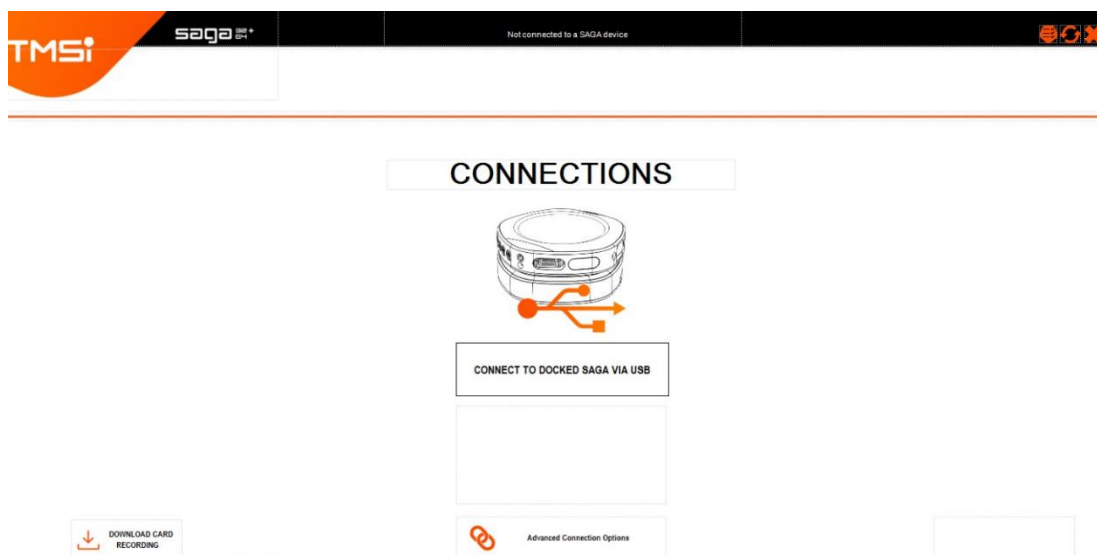 TMSi
saga
Not connected to a SAGA device
CONNECTIONS
CONNECT TO DOCKED SAGA VIA USB
DOWNLOAD CARD
RECORDING
Advanced Connection Options